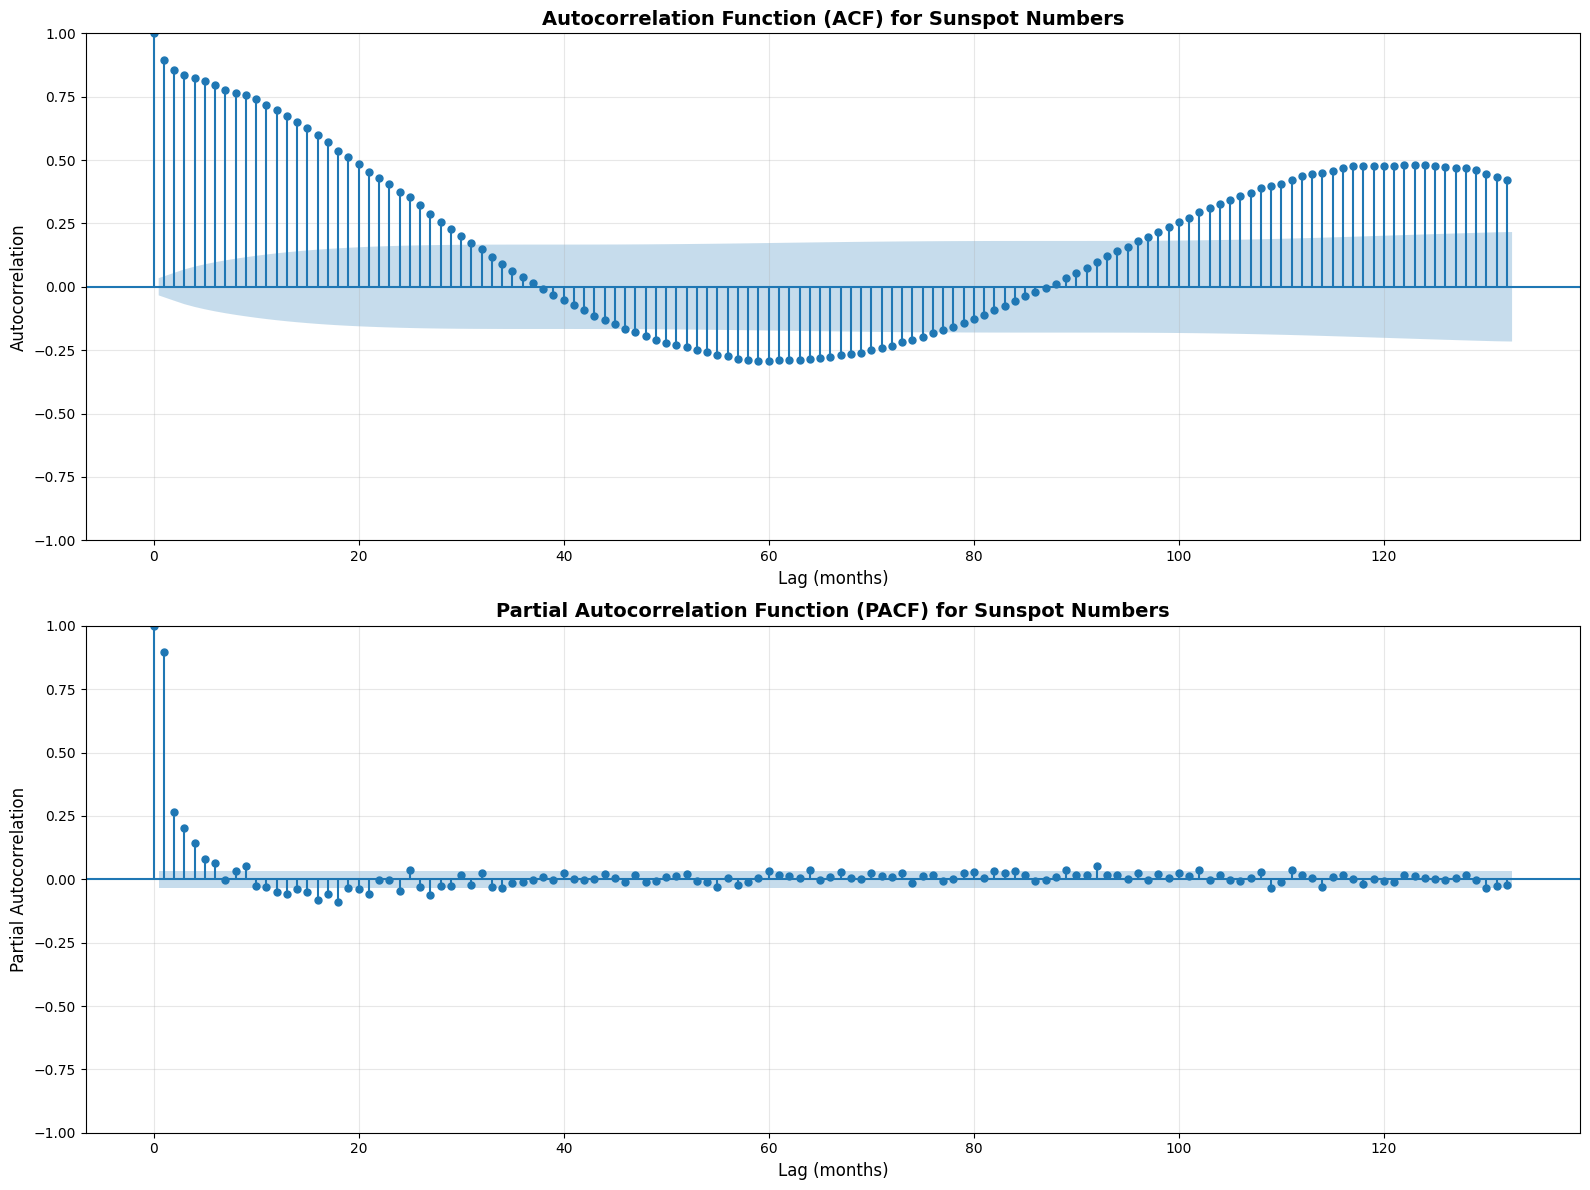 Autocorrelation Function (ACF) for Sunspot Numbers
1.00
0.75
0.50
0.25
0.00
−0.25
−0.50
−0.75
−1.00
Autocorrelation
0 20 40 60 80 100 120
Lag (months)
Partial Autocorrelation Function (PACF) for Sunspot Numbers
1.00
0.75
0.50
0.25
0.00
−0.25
−0.50
−0.75
−1.00
Partial Autocorrelation
0 20 40 60 80 100 120
Lag (months)